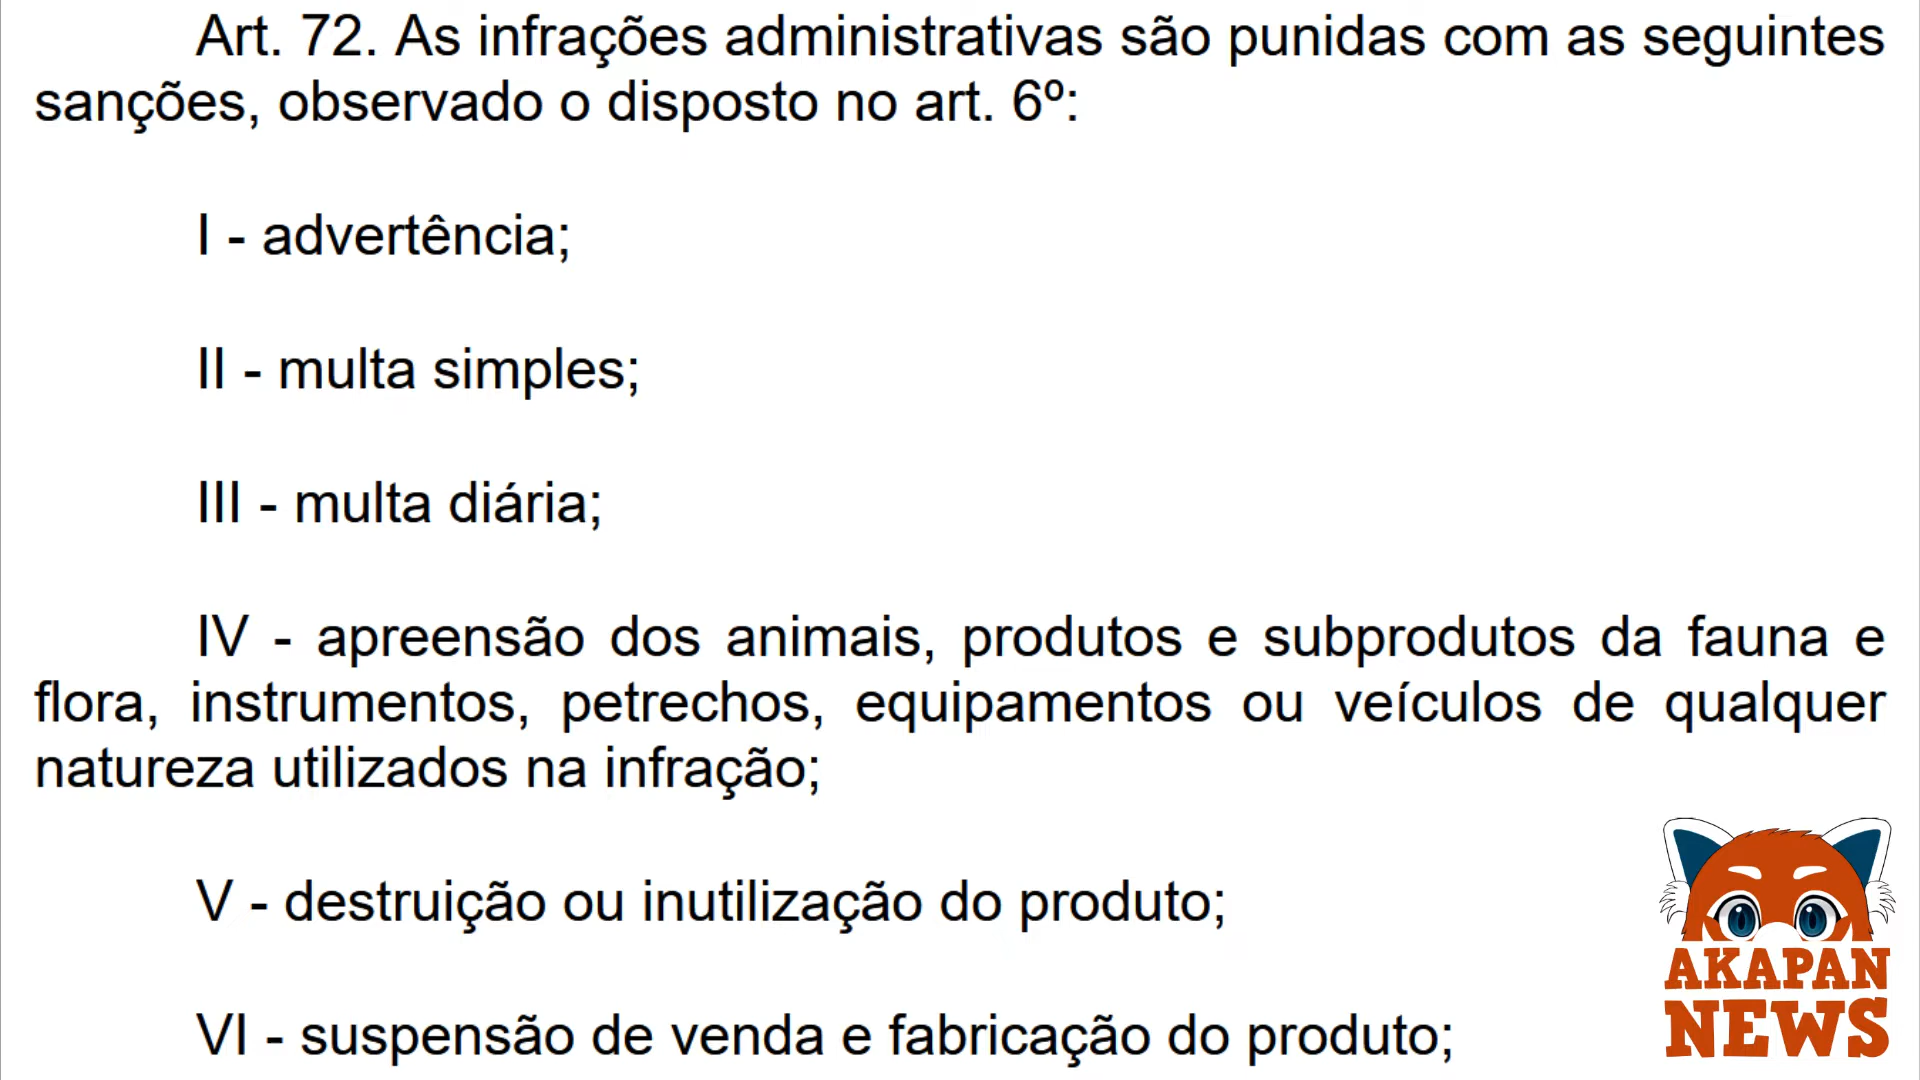 Art. 72. As infrações administrativas são punidas com as seguintes
sanções, observado o disposto no art. 6º:
I - advertência;
II - multa simples;
III - multa diária;
IV - apreensão dos animais, produtos e subprodutos da fauna e
flora, instrumentos, petrechos, equipamentos ou veículos de qualquer
natureza utilizados na infração;
V - destruição ou inutilização do produto;
VI - suspensão de venda e fabricação do produto;
AKAPAN
NEWS